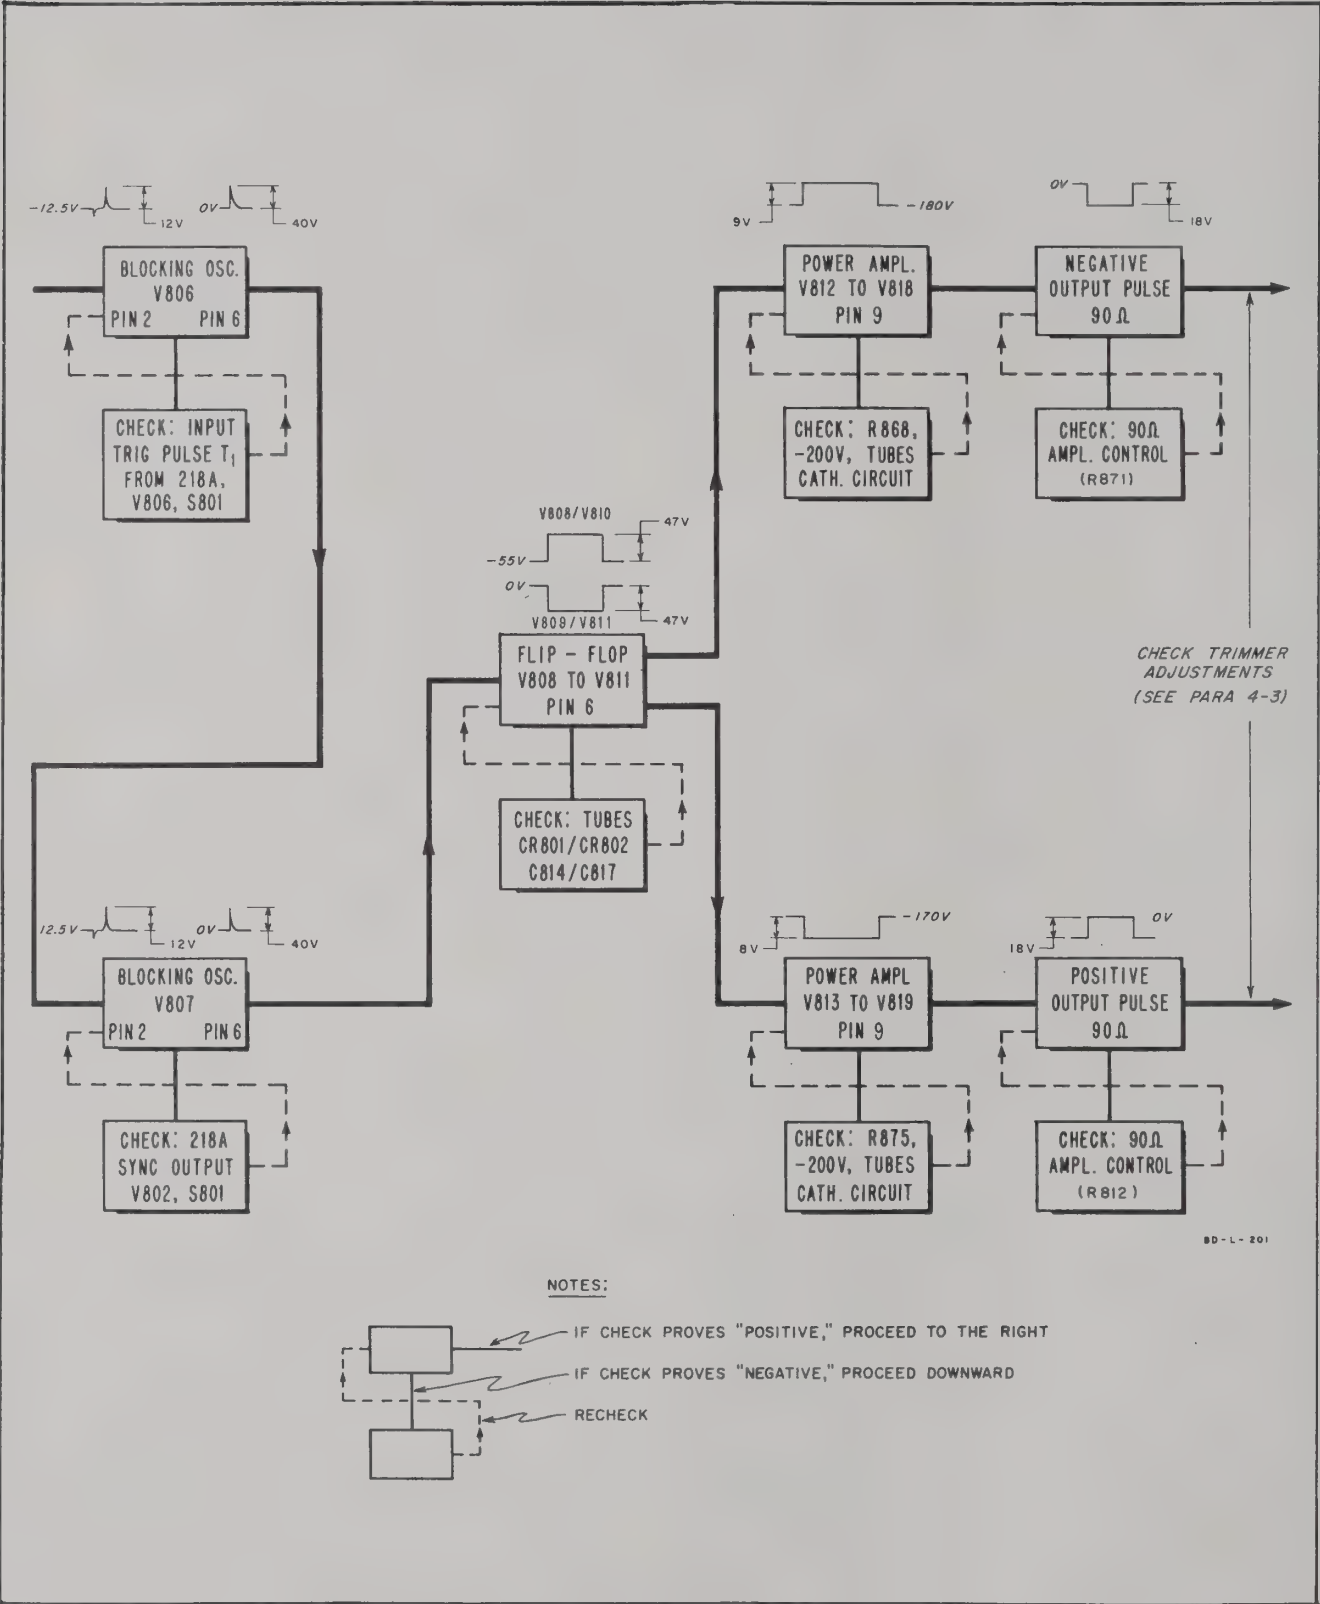 -12.5V
12V
0V
40V
BLOCKING OSC.
V806
PIN 2 PIN 6
CHECK: INPUT
TRIG PULSE T1
FROM 218A,
V806, S801
9V
-180V
POWER AMPL.
V812 TO V818
PIN 9
CHECK: R868,
-200V, TUBES
CATH. CIRCUIT
0V
18V
NEGATIVE
OUTPUT PULSE
90Ω
CHECK: 90Ω
AMPL. CONTROL
(R871)
V808/V810
47V
-55V
0V
47V
V809/V811
FLIP - FLOP
V808 TO V811
PIN 6
CHECK: TUBES
CR801/CR802
C814/C817
CHECK TRIMMER
ADJUSTMENTS
(SEE PARA 4-3)
12.5V
12V
0V
40V
BLOCKING OSC.
V807
PIN 2 PIN 6
CHECK: 218A
SYNC OUTPUT
V802, S801
8V
-170V
POWER AMPL
V813 TO V819
PIN 9
CHECK: R875,
-200V, TUBES
CATH. CIRCUIT
18V
0V
POSITIVE
OUTPUT PULSE
90Ω
CHECK: 90Ω
AMPL. CONTROL
(R812)
BD-L-201
NOTES:
IF CHECK PROVES "POSITIVE," PROCEED TO THE RIGHT
IF CHECK PROVES "NEGATIVE," PROCEED DOWNWARD
RECHECK